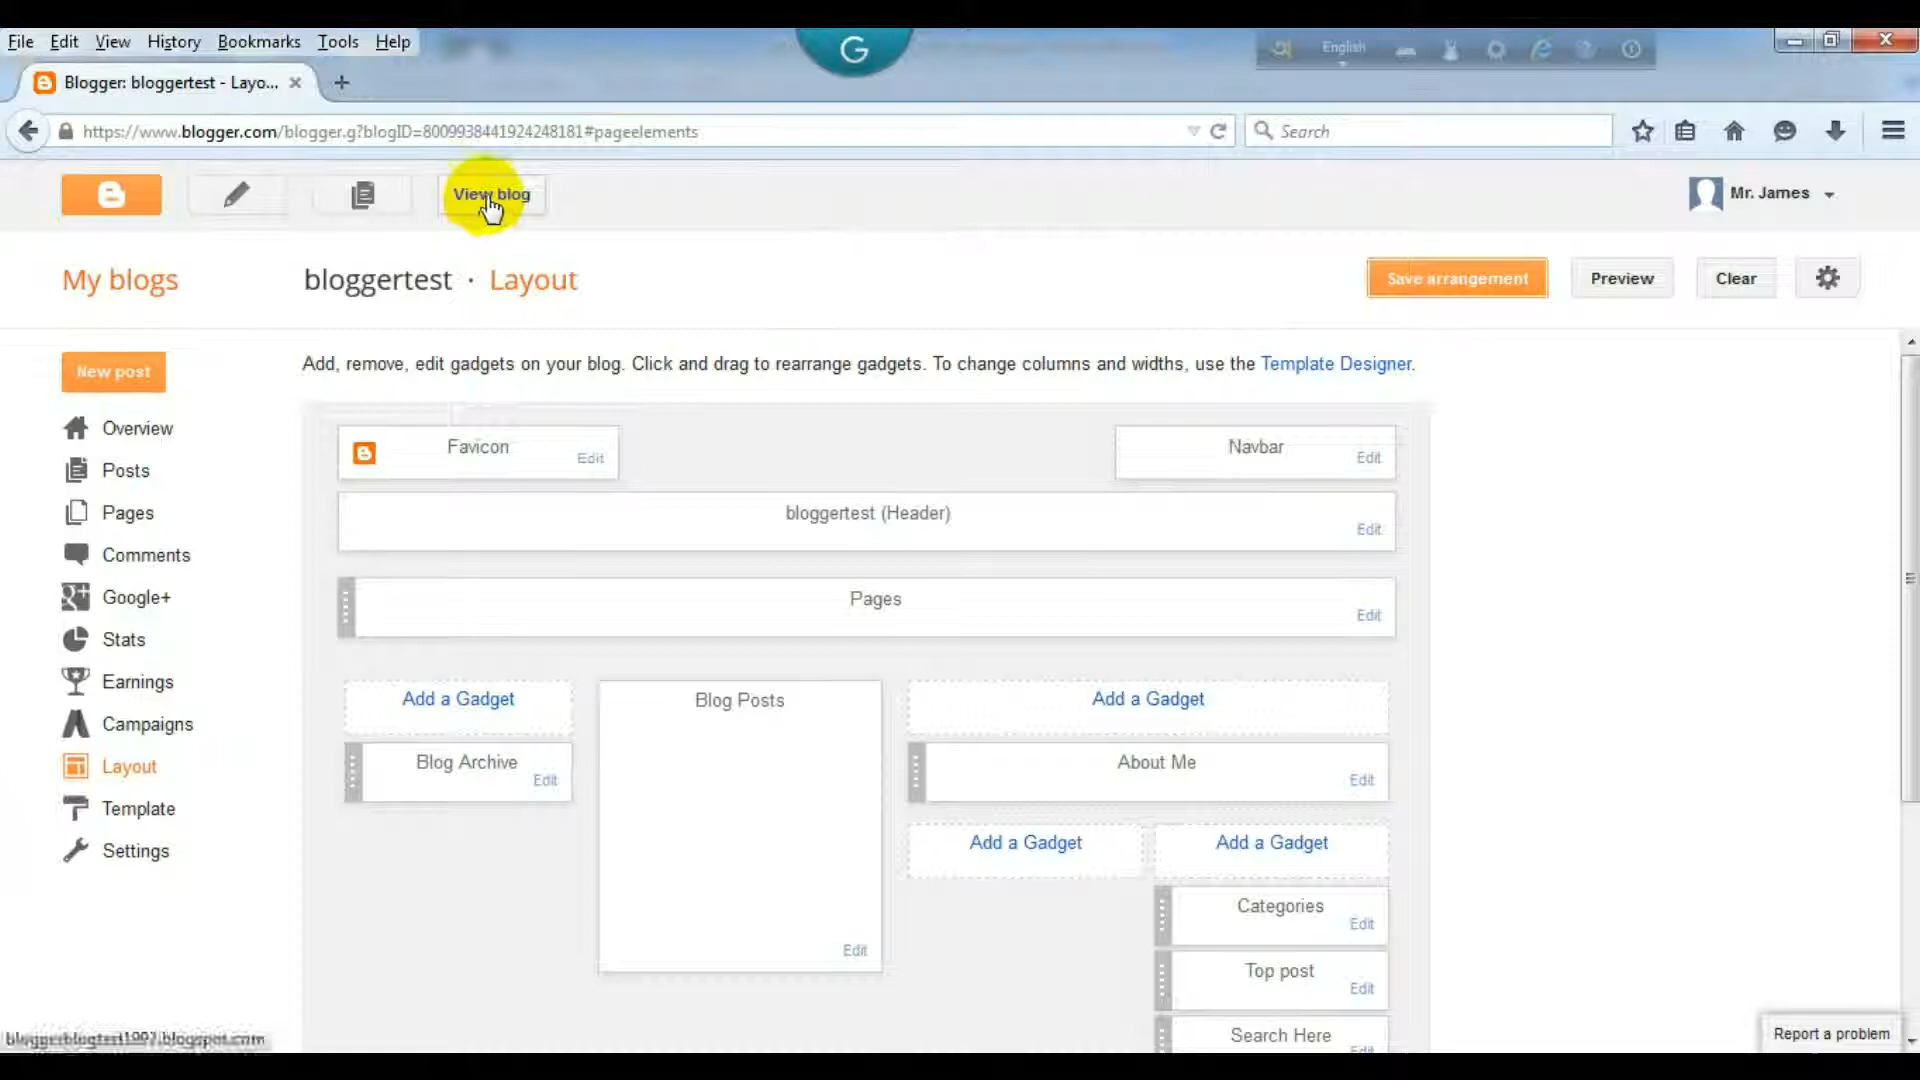 File Edit View History Bookmarks Tools Help
G
English
Blogger: bloggertest - Layo...
https://www.blogger.com/blogger.g?blogID=8009938441924248181#pageelements
Search
View blog
Mr. James
My blogs
bloggertest · Layout
Save arrangement
Preview
Clear
New post
Add, remove, edit gadgets on your blog. Click and drag to rearrange gadgets. To change columns and widths, use the Template Designer.
Overview
Posts
Pages
Comments
Google+
Stats
Earnings
Campaigns
Layout
Template
Settings
Favicon
Edit
Navbar
Edit
bloggertest (Header)
Edit
Pages
Edit
Add a Gadget
Blog Archive
Edit
Blog Posts
Edit
Add a Gadget
About Me
Edit
Add a Gadget
Add a Gadget
Categories
Edit
Top post
Edit
Search Here
Edit
Report a problem